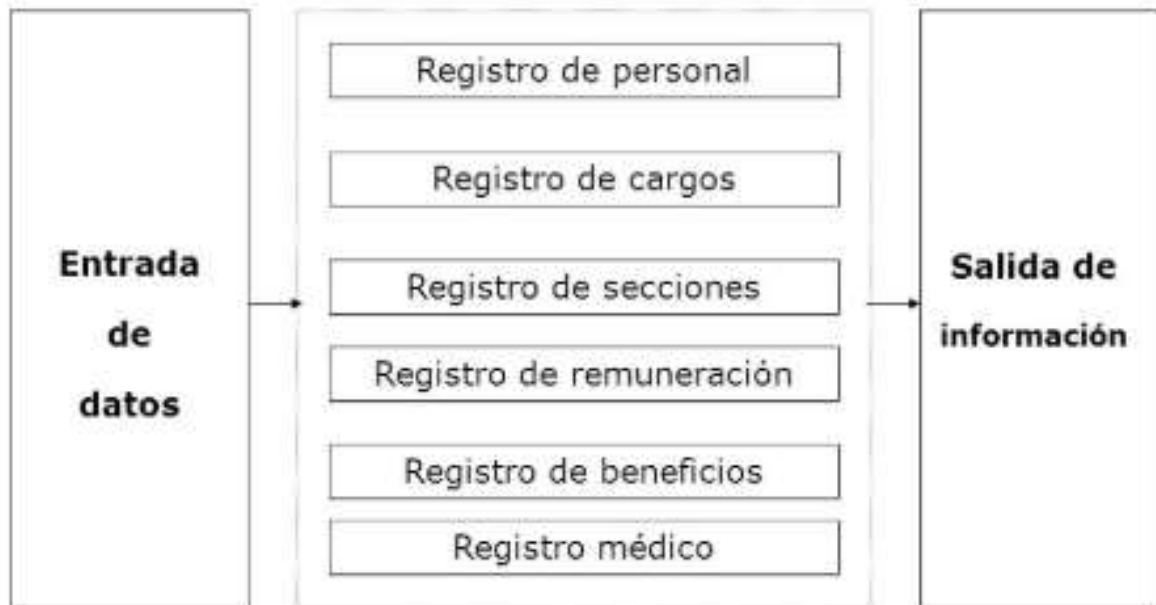 Entrada
de
datos
Registro de personal
Registro de cargos
Registro de secciones
Registro de remuneración
Registro de beneficios
Registro médico
Salida de
información